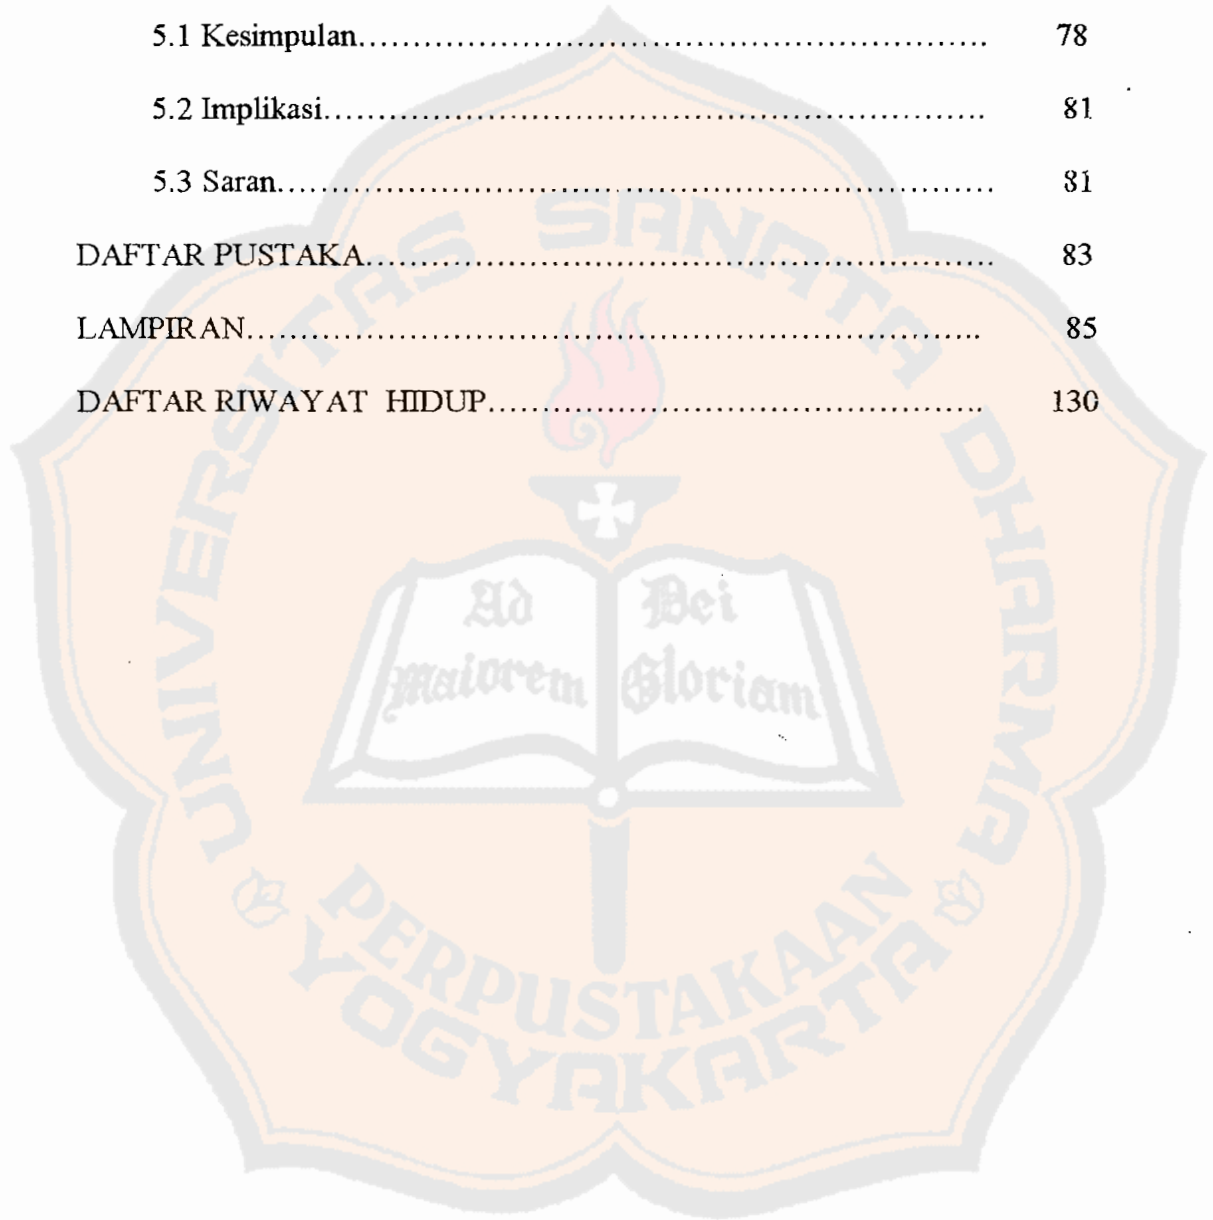 5.1 Kesimpulan............................................................ 78
5.2 Implikasi............................................................ 81
5.3 Saran............................................................ 81
DAFTAR PUSTAKA............................................................ 83
LAMPIRAN............................................................ 85
DAFTAR RIWAYAT HIDUP............................................................ 130
UNIVERSITAS SANATA DHARMA
Ad Maiorem
Dei Gloriam
PERPUSTAKAAN
YOGYAKARTA